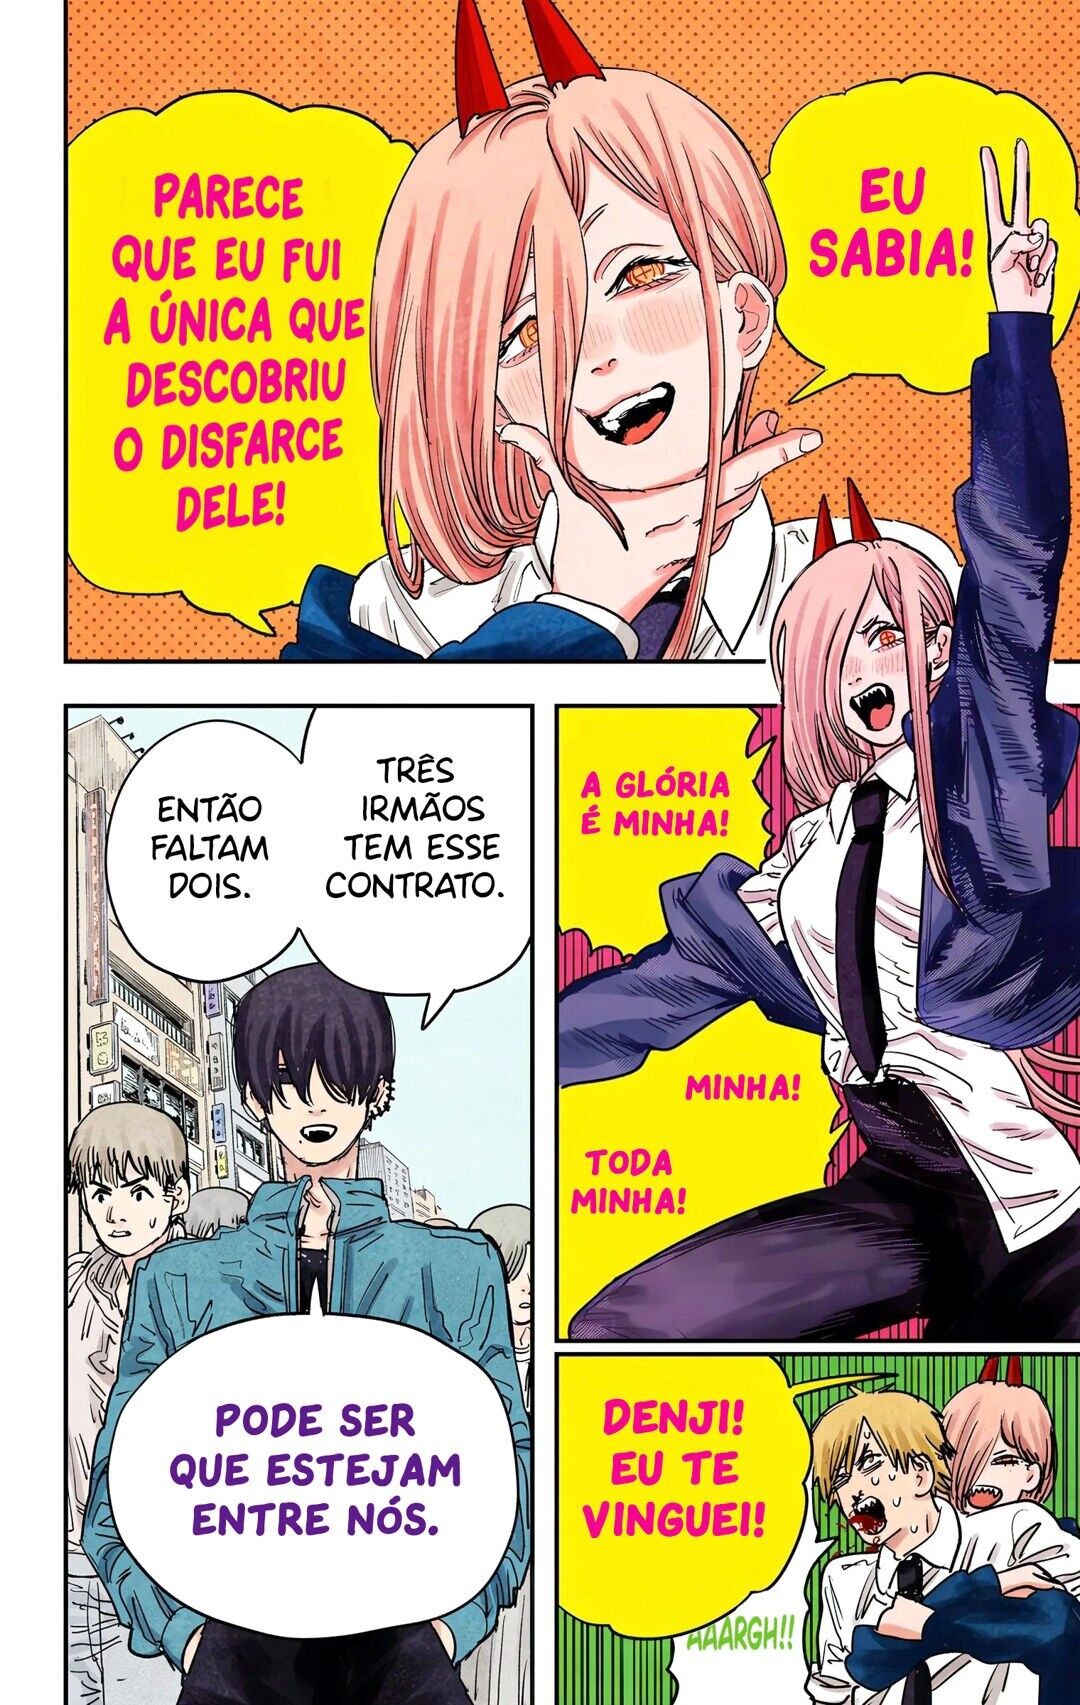 EU
SABIA!
PARECE
QUE EU FUI
A ÚNICA QUE
DESCOBRIU
O DISFARCE
DELE!
A GLÓRIA
É MINHA!
MINHA!
TODA
MINHA!
DENJI!
EU TE
VINGUEI!!
AAARGH!!
TRÊS
IRMÃOS
TEM ESSE
CONTRATO.
ENTÃO
FALTAM
DOIS.
PODE SER
QUE ESTEJAM
ENTRE NÓS.